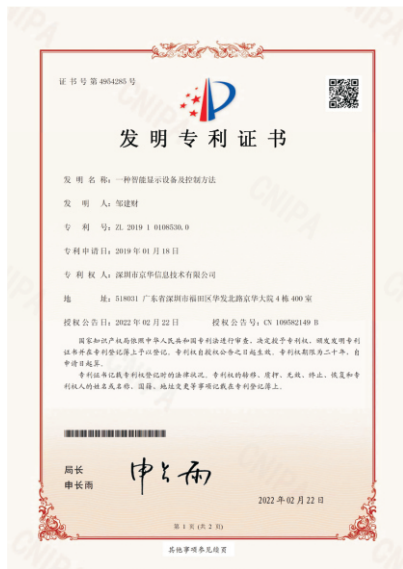 证书号第4954285号
发明专利证书
发明名称：一种智能显示设备及控制方法
发明人：邹建财
专利号：ZL 2019 1 0108530.0
专利申请日：2019年01月18日
专利权人：深圳市京华信息技术有限公司
地址：518031 广东省深圳市福田区华发北路京华大院4栋400室
授权公告日：2022年02月22日 授权公告号：CN 109582149 B
国家知识产权局依照中华人民共和国专利法进行审查，决定授予专利权，颁发发明专利
证书并在专利登记簿上予以登记。专利权自授权公告之日起生效。专利权期限为二十年，自
申请日起算。
专利证书记载专利权登记时的法律状况。专利权的转移、质押、无效、终止、恢复和专
利权人的姓名或名称、国籍、地址变更等事项记载在专利登记簿上。
局长
申长雨
申长雨
2022年02月22日
第1页(共2页)
其他事项参见续页
CNIPA
CNIPA
CNIPA
CNIPA